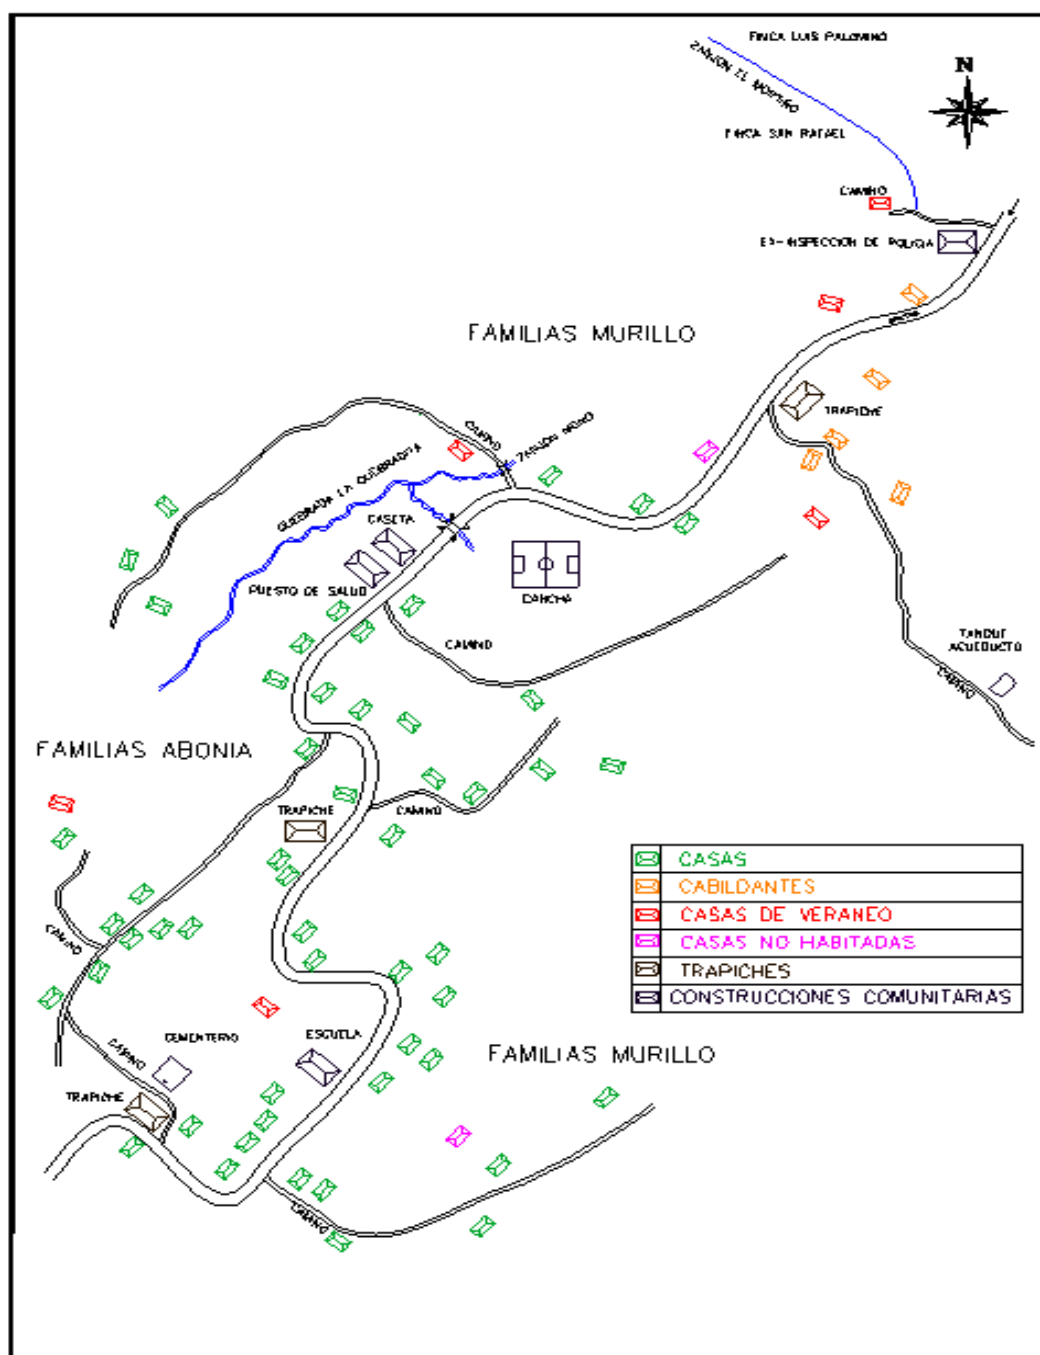 FINCA LUIS PALOMINO
ZANJON EL MOREÑO
N
FINCA SAN RAFAEL
CAMINO
EX-INSPECCION DE POLICIA
FAMILIAS MURILLO
TRAPICHE
CAMINO
ZANJON HONO
QUEBRADA LA QUEBRADITA
CASETA
PUESTO DE SALUD
CANCHA
CAMINO
TANQUE
ACUEDUCTO
CAMINO
FAMILIAS ABONIA
TRAPICHE
CAMINO
CASAS
CABILDANTES
CASAS DE VERANEO
CASAS NO HABITADAS
TRAPICHES
CONSTRUCCIONES COMUNITARIAS
CAMINO
CEMENTERIO
ESCUELA
CAMINO
FAMILIAS MURILLO
TRAPICHE
CAMINO